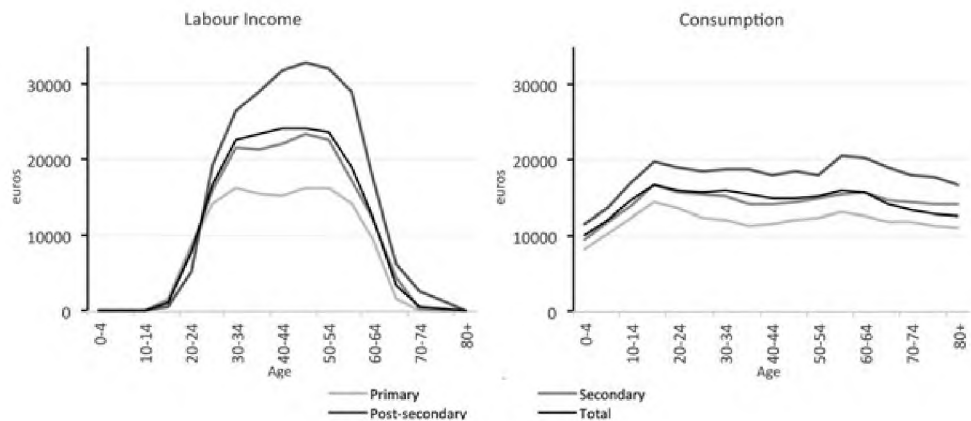 Labour Income
30000
20000
10000
0
euros
0-4
10-14
20-24
30-34
40-44
50-54
60-64
70-74
80+
Age
Consumption
30000
20000
10000
0
euros
0-4
10-14
20-24
30-34
40-44
50-54
60-64
70-74
80+
Age
Primary
Secondary
Post-secondary
Total